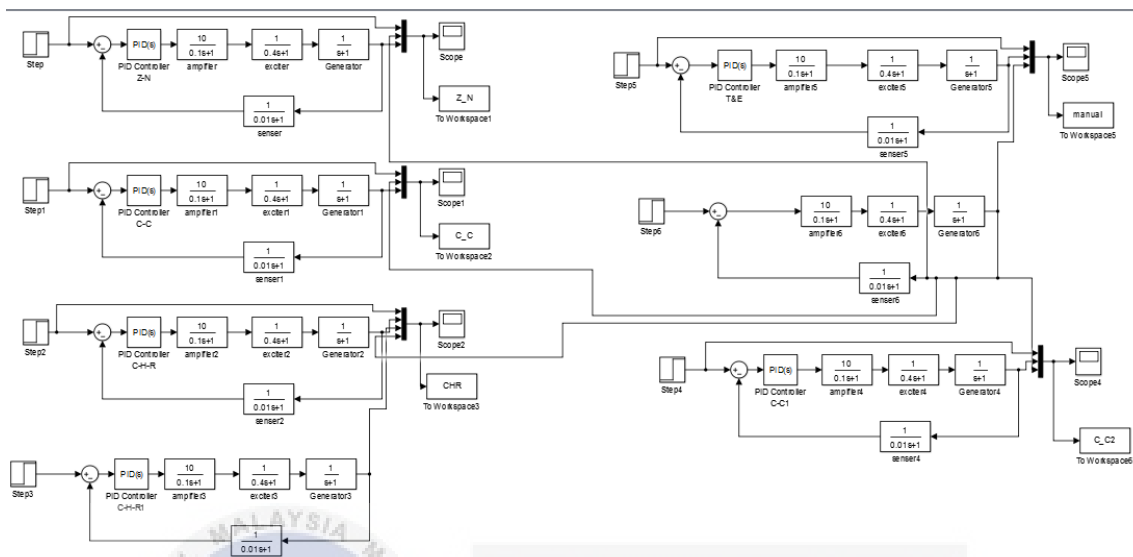 Step
PID(s)
PID Controller
Z-N
10
0.1s+1
ampfifer
1
0.4s+1
exciter
1
s+1
Generator
1
0.01s+1
senser
Scope
Z_N
To Workspace1
Step1
PID(s)
PID Controller
C-C
10
0.1s+1
ampfifer1
1
0.4s+1
exciter1
1
s+1
Generator1
1
0.01s+1
senser1
Scope1
C_C
To Workspace2
Step2
PID(s)
PID Controller
C-H-R
10
0.1s+1
ampfifer2
1
0.4s+1
exciter2
1
s+1
Generator2
1
0.01s+1
senser2
Scope2
CHR
To Workspace3
Step3
PID(s)
PID Controller
C-H-R1
10
0.1s+1
ampfifer3
1
0.4s+1
exciter3
1
s+1
Generator3
1
0.01s+1
Step5
PID(s)
PID Controller
T&E
10
0.1s+1
ampfifer5
1
0.4s+1
exciter5
1
s+1
Generator5
1
0.01s+1
senser5
Scope5
manual
To Workspace5
Step6
10
0.1s+1
ampfifer6
1
0.4s+1
exciter6
1
s+1
Generator6
1
0.01s+1
senser6
Step4
PID(s)
PID Controller
C-C1
10
0.1s+1
ampfifer4
1
0.4s+1
exciter4
1
s+1
Generator4
1
0.01s+1
senser4
Scope4
C_C2
To Workspace6
MALAYSIA